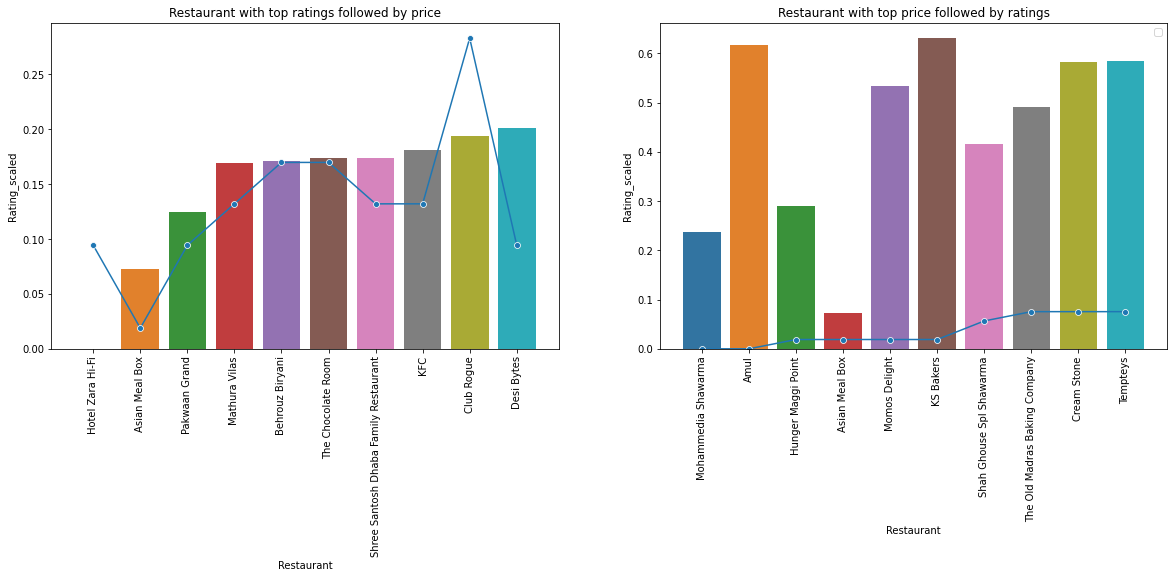 Restaurant with top ratings followed by price
Rating_scaled
0.25
0.20
0.15
0.10
0.05
0.00
Hotel Zara Hi-Fi
Asian Meal Box
Pakwaan Grand
Mathura Vilas
Behrouz Biryani
The Chocolate Room
Shree Santosh Dhaba Family Restaurant
KFC
Club Rogue
Desi Bytes
Restaurant
Restaurant with top price followed by ratings
Rating_scaled
0.6
0.5
0.4
0.3
0.2
0.1
0.0
Mohammedia Shawarma
Amul
Hunger Maggi Point
Asian Meal Box
Momos Delight
KS Bakers
Shah Ghouse Spl Shawarma
The Old Madras Baking Company
Cream Stone
Tempteys
Restaurant